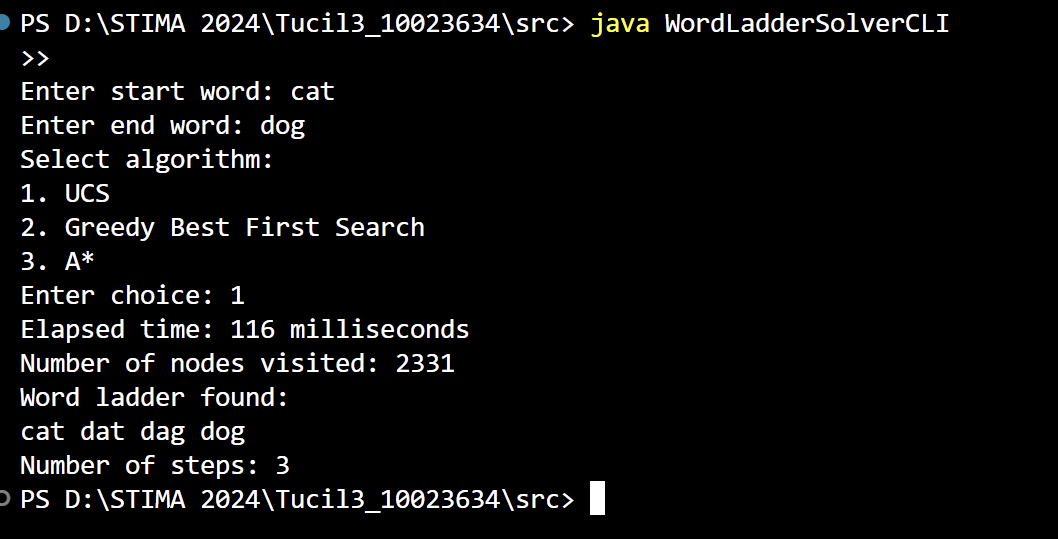 PS D:\STIMA 2024\Tucil3_10023634\src> java WordLadderSolverCLI
>>
Enter start word: cat
Enter end word: dog
Select algorithm:
1. UCS
2. Greedy Best First Search
3. A*
Enter choice: 1
Elapsed time: 116 milliseconds
Number of nodes visited: 2331
Word ladder found:
cat dat dag dog
Number of steps: 3
PS D:\STIMA 2024\Tucil3_10023634\src>